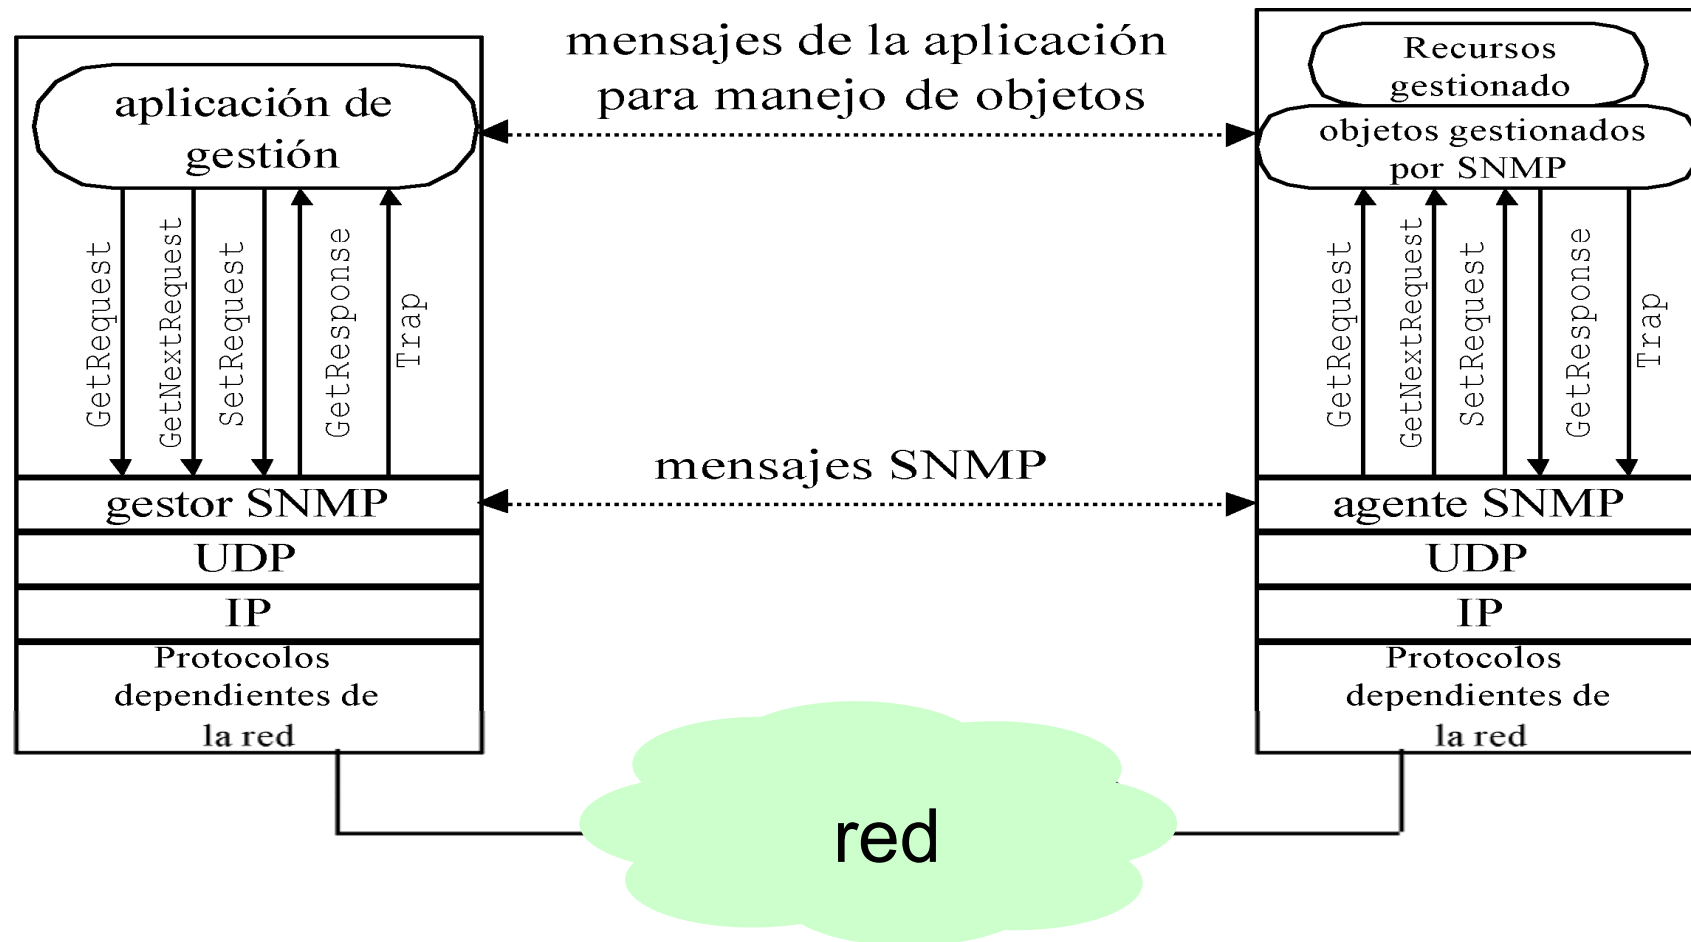 mensajes de la aplicación
para manejo de objetos
aplicación de
gestión
GetRequest
GetNextRequest
SetRequest
GetResponse
Trap
gestor SNMP
UDP
IP
Protocolos
dependientes de
la red
mensajes SNMP
Recursos
gestionado
objetos gestionados
por SNMP
GetRequest
GetNextRequest
SetRequest
GetResponse
Trap
agente SNMP
UDP
IP
Protocolos
dependientes de
la red
red